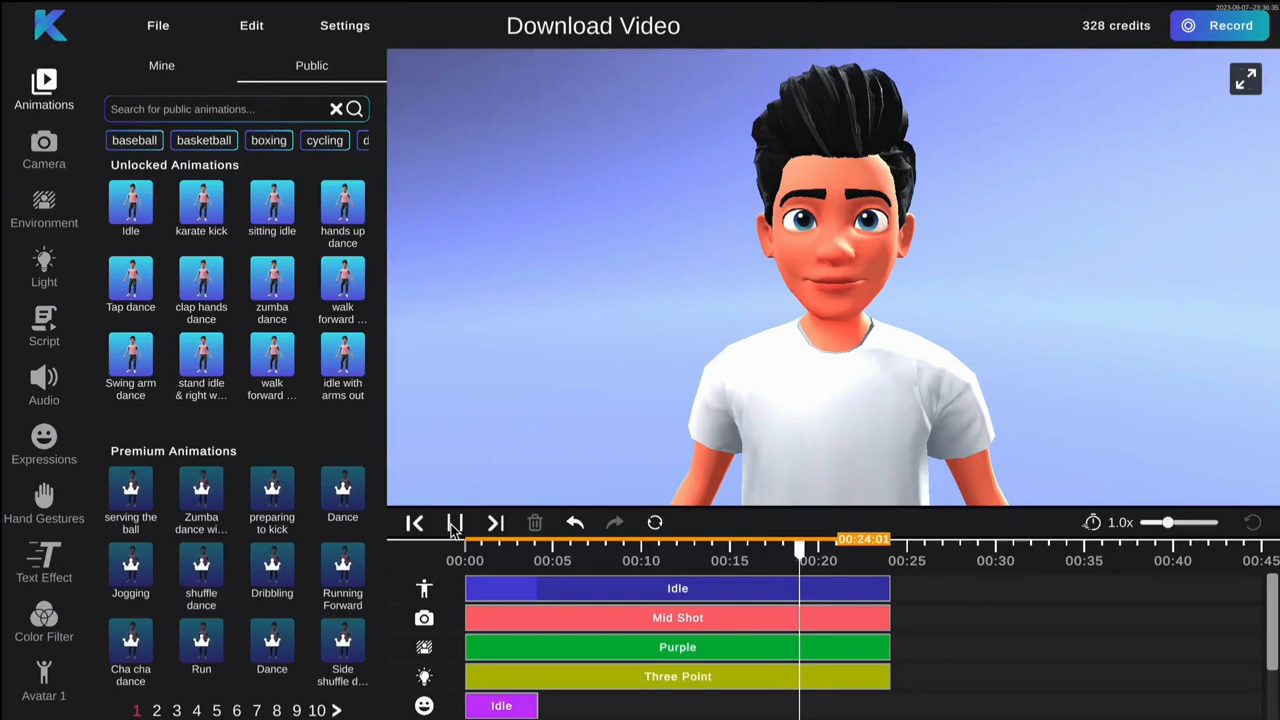 2023-09-07-23:36:35
File
Edit
Settings
Download Video
328 credits
Record
Animations
Camera
Environment
Light
Script
Audio
Expressions
Hand Gestures
Text Effect
Color Filter
Avatar 1
Mine
Public
Search for public animations...
baseball
basketball
boxing
cycling
d
Unlocked Animations
Idle
karate kick
sitting idle
hands up
dance
Tap dance
clap hands
dance
zumba
dance
walk
forward ...
Swing arm
dance
stand idle
& right w...
walk
forward ...
idle with
arms out
Premium Animations
serving the
ball
Zumba
dance wi...
preparing
to kick
Dance
Jogging
shuffle
dance
Dribbling
Running
Forward
Cha cha
dance
Run
Dance
Side
shuffle d...
1 2 3 4 5 6 7 8 9 10
1.0x
00:24:01
00:00 00:05 00:10 00:15 00:20 00:25 00:30 00:35 00:40 00:45
Idle
Mid Shot
Purple
Three Point
Idle